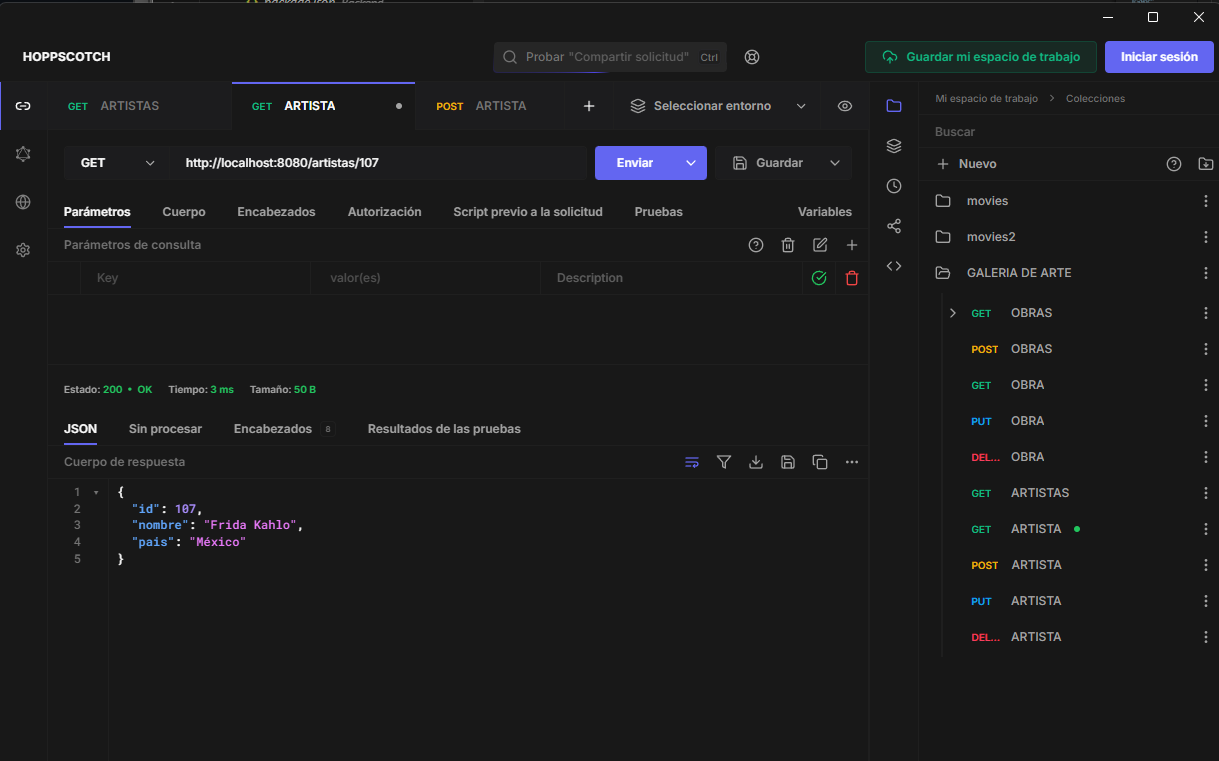 package.json Backend
HOPPSCOTCH
Probar "Compartir solicitud" Ctrl
Guardar mi espacio de trabajo
Iniciar sesión
GET ARTISTAS
GET ARTISTA
POST ARTISTA
Seleccionar entorno
GET
http://localhost:8080/artistas/107
Enviar
Guardar
Parámetros Cuerpo Encabezados Autorización Script previo a la solicitud Pruebas Variables
Parámetros de consulta
Key valor(es) Description
Estado: 200 • OK Tiempo: 3 ms Tamaño: 50 B
JSON Sin procesar Encabezados 8 Resultados de las pruebas
Cuerpo de respuesta
1 {
2 "id": 107,
3 "nombre": "Frida Kahlo",
4 "pais": "México"
5 }
Mi espacio de trabajo > Colecciones
Buscar
+ Nuevo
movies
movies2
GALERIA DE ARTE
GET OBRAS
POST OBRAS
GET OBRA
PUT OBRA
DEL... OBRA
GET ARTISTAS
GET ARTISTA
POST ARTISTA
PUT ARTISTA
DEL... ARTISTA